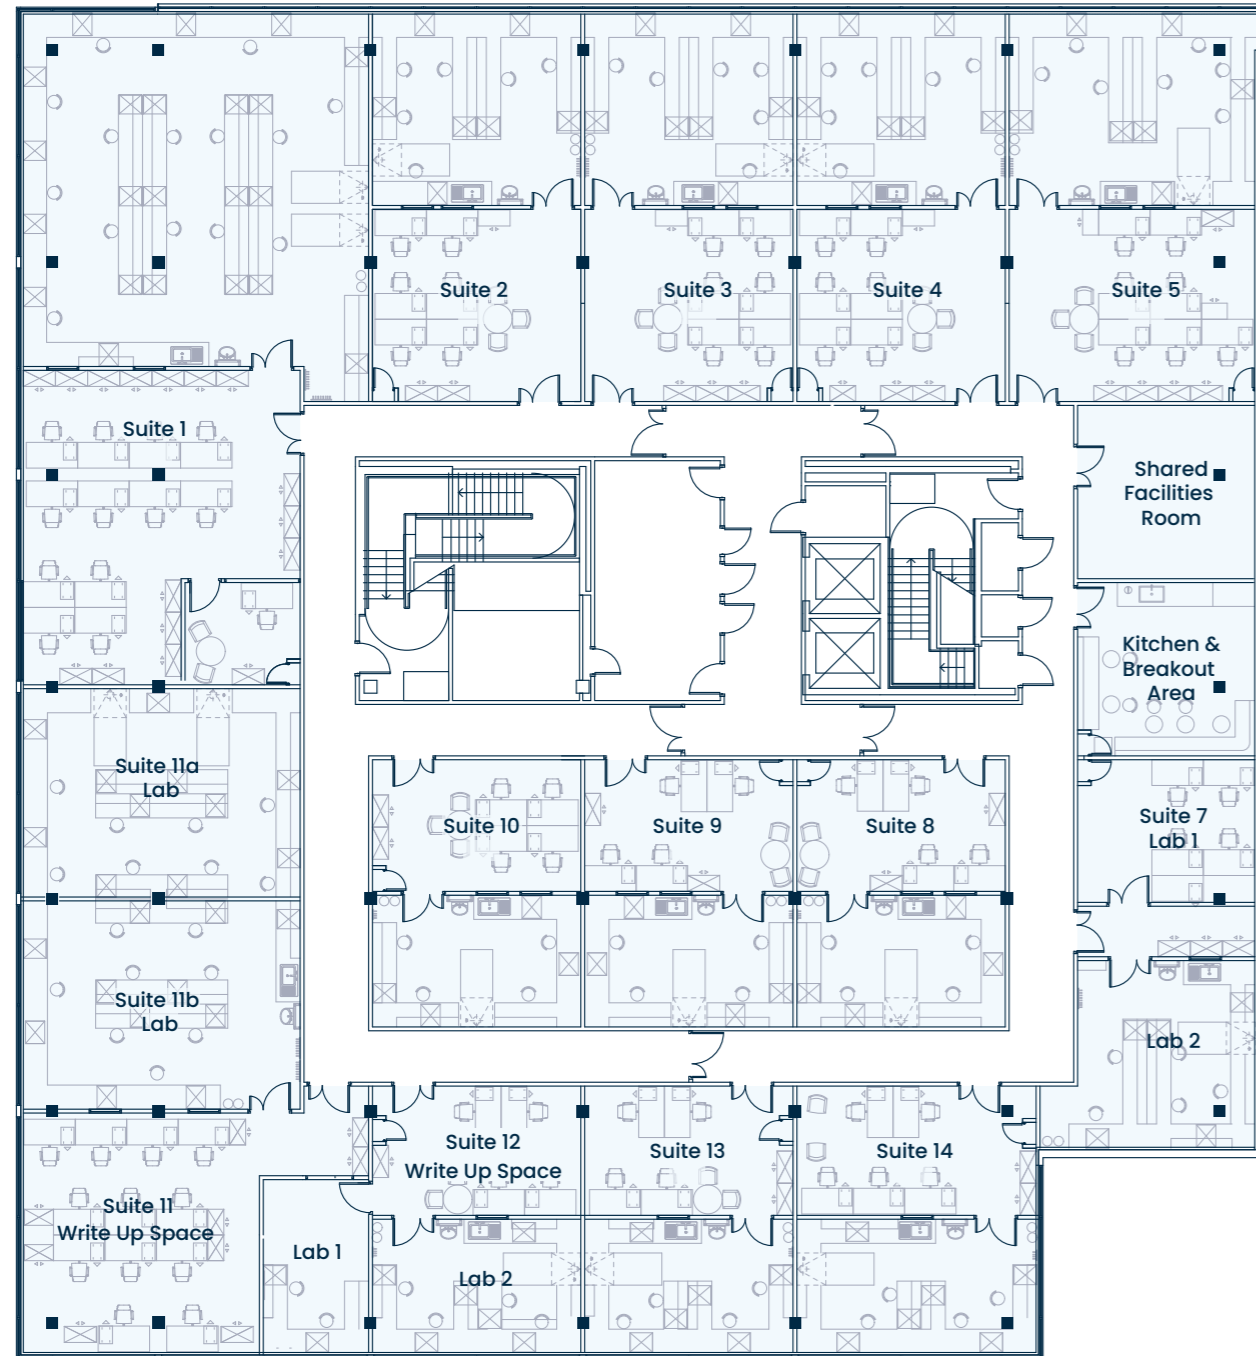 Suite 2
Suite 3
Suite 4
Suite 5
Suite 1
Shared
Facilities
Room
Kitchen &
Breakout
Area
Suite 11a
Lab
Suite 10
Suite 9
Suite 8
Suite 7
Lab 1
Suite 11b
Lab
Lab 2
Suite 12
Write Up Space
Suite 13
Suite 14
Suite 11
Write Up Space
Lab 1
Lab 2